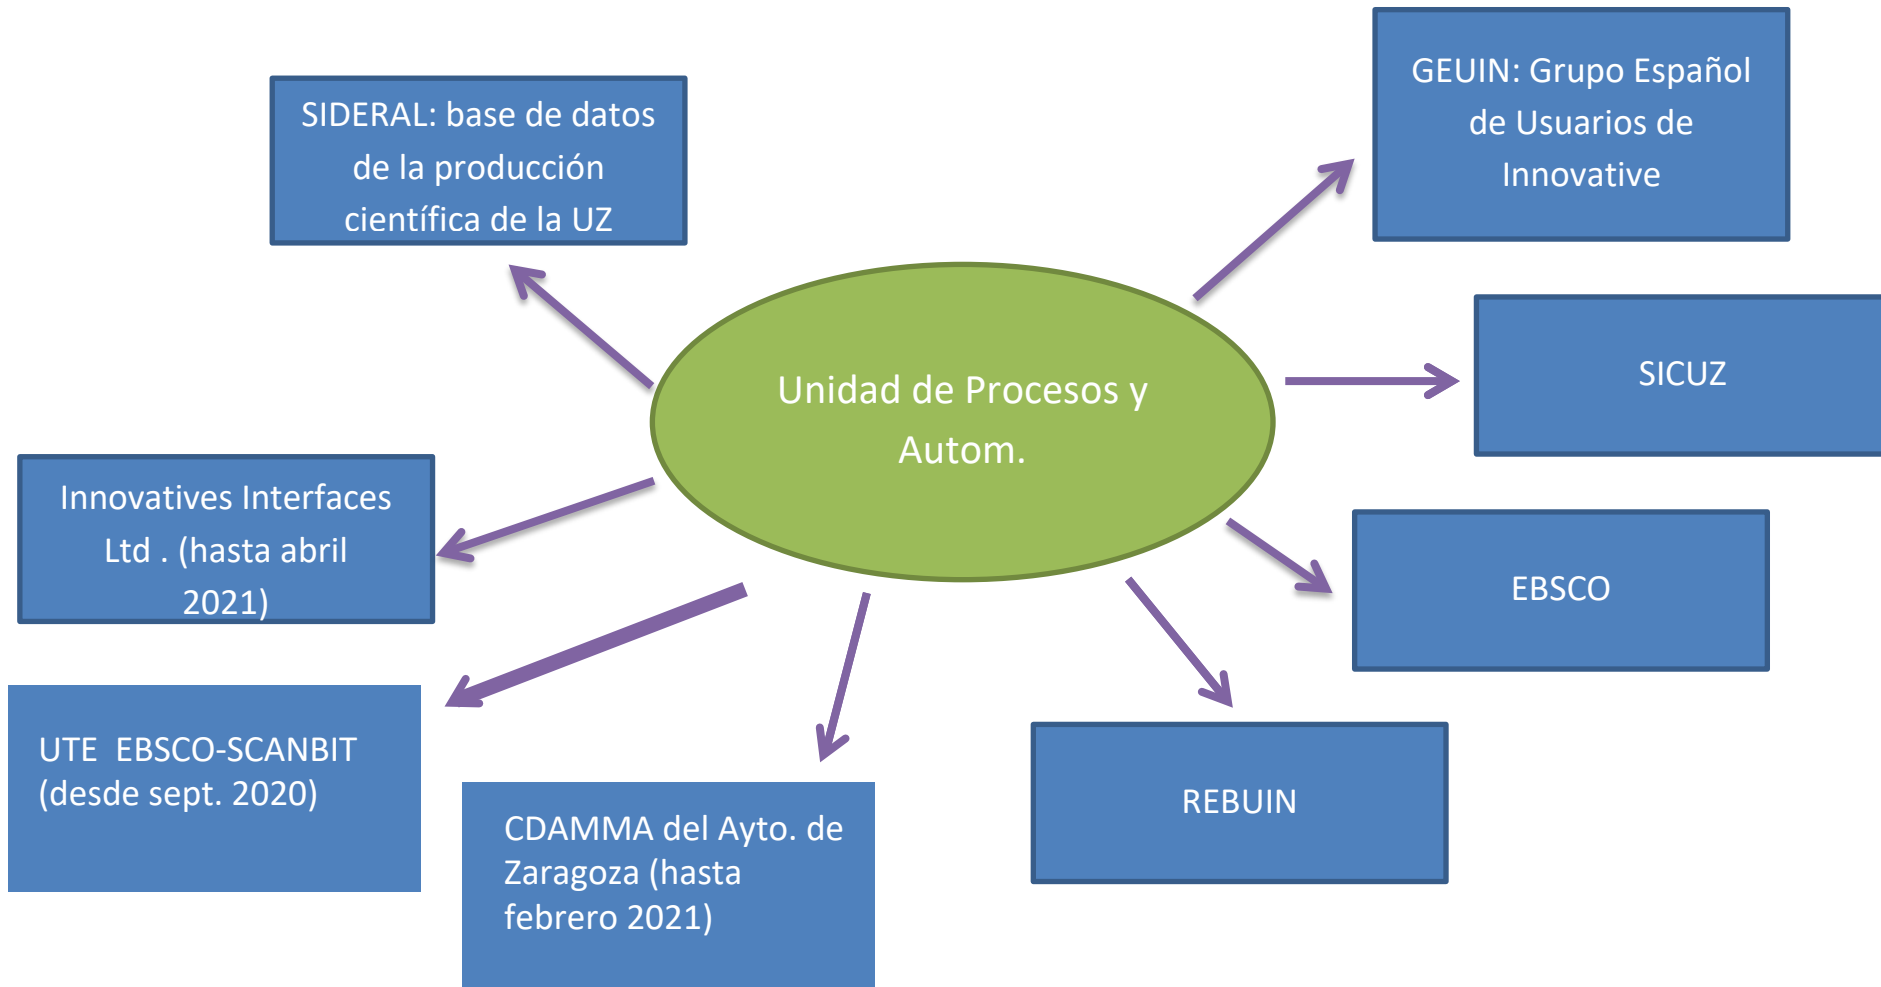 SIDERAL: base de datos
de la producción
científica de la UZ
GEUIN: Grupo Español
de Usuarios de
Innovative
Unidad de Procesos y
Autom.
SICUZ
Innovatives Interfaces
Ltd . (hasta abril
2021)
EBSCO
UTE  EBSCO-SCANBIT
(desde sept. 2020)
CDAMMA del Ayto. de
Zaragoza (hasta
febrero 2021)
REBUIN